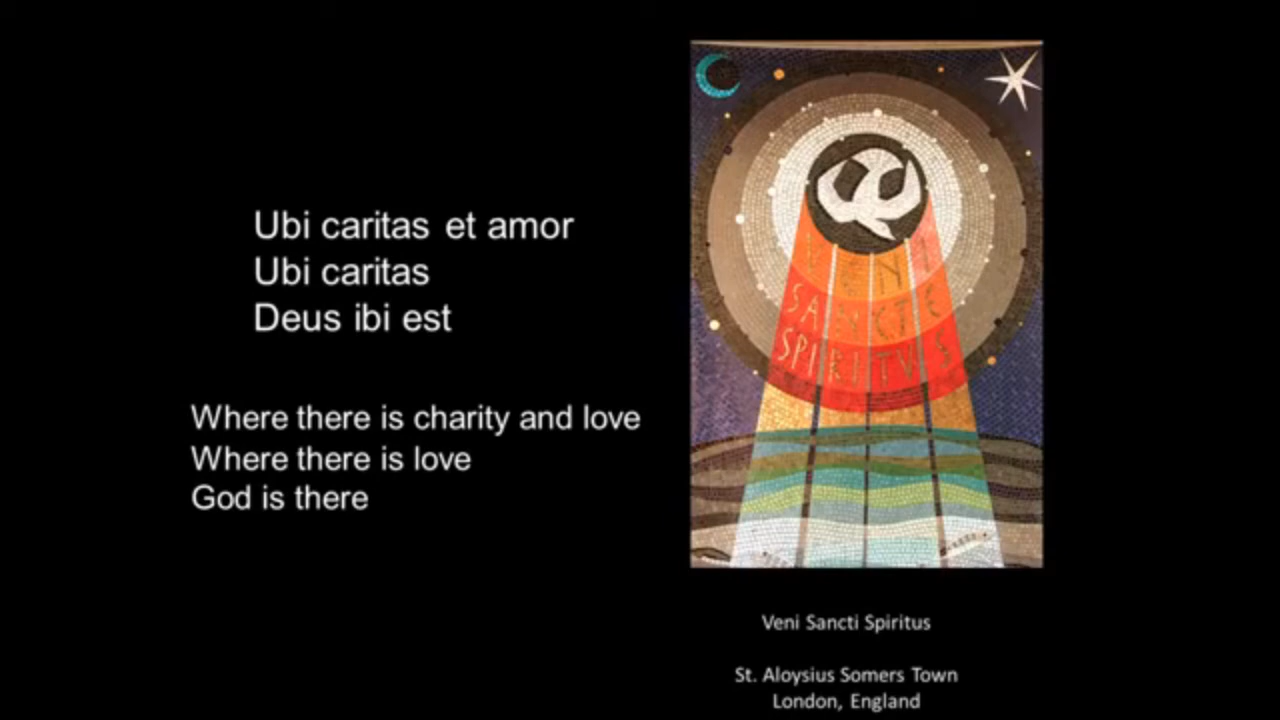 Ubi caritas et amor
Ubi caritas
Deus ibi est
Where there is charity and love
Where there is love
God is there
VENI
SANCTE
SPIRITVS
Veni Sancti Spiritus
St. Aloysius Somers Town
London, England